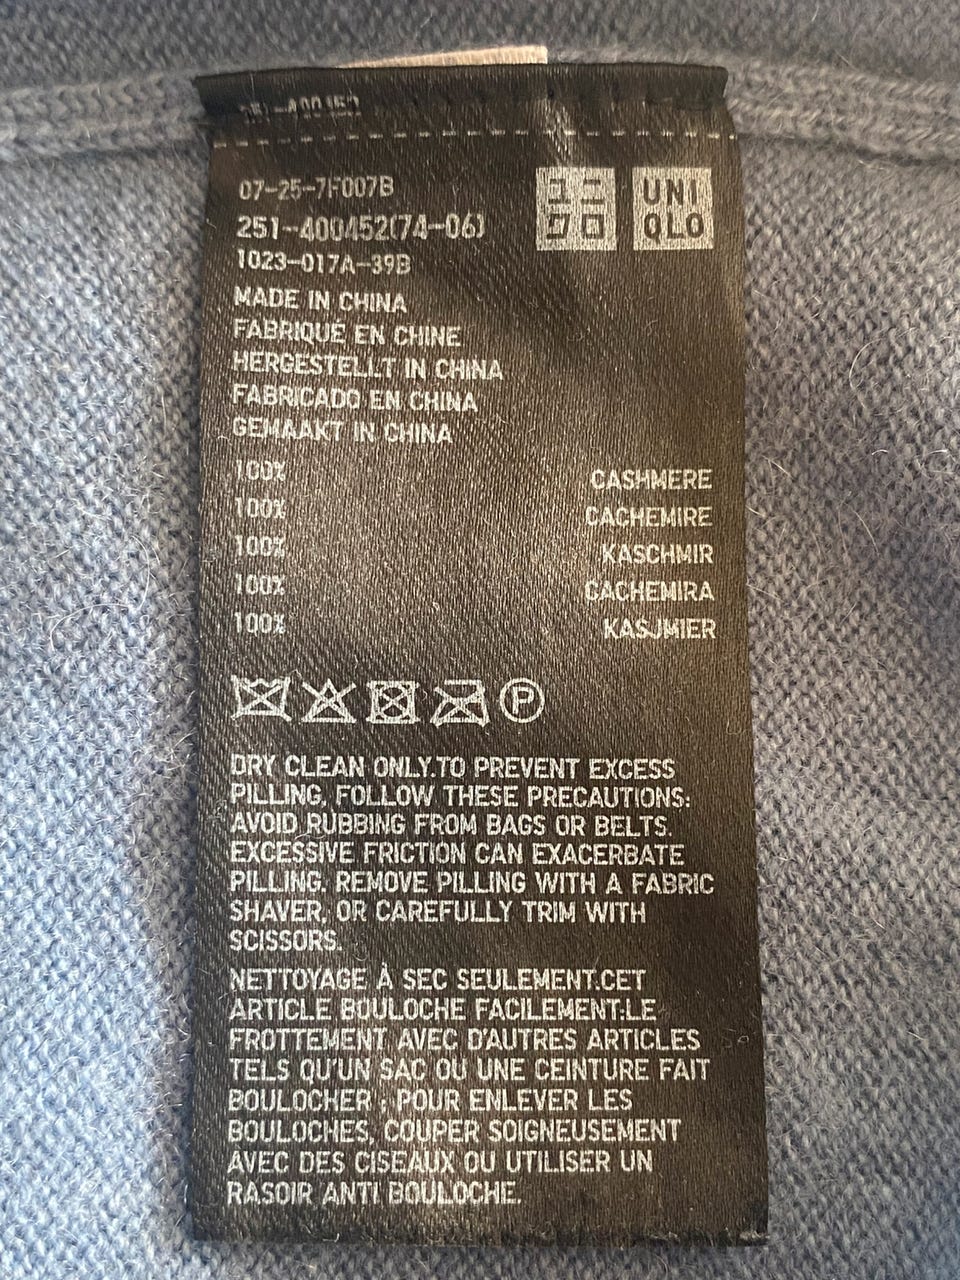 07-25-7F007B
251-400452(74-06)
1023-017A-39B
ユニ
クロ
UNI
QLO
MADE IN CHINA
FABRIQUÉ EN CHINE
HERGESTELLT IN CHINA
FABRICADO EN CHINA
GEMAAKT IN CHINA
100% CASHMERE
100% CACHEMIRE
100% KASCHMIR
100% CACHEMIRA
100% KASJMIER
P
DRY CLEAN ONLY.TO PREVENT EXCESS
PILLING, FOLLOW THESE PRECAUTIONS:
AVOID RUBBING FROM BAGS OR BELTS.
EXCESSIVE FRICTION CAN EXACERBATE
PILLING. REMOVE PILLING WITH A FABRIC
SHAVER, OR CAREFULLY TRIM WITH
SCISSORS.
NETTOYAGE À SEC SEULEMENT.CET
ARTICLE BOULOCHE FACILEMENT:LE
FROTTEMENT AVEC D'AUTRES ARTICLES
TELS QU'UN SAC OU UNE CEINTURE FAIT
BOULOCHER ; POUR ENLEVER LES
BOULOCHES, COUPER SOIGNEUSEMENT
AVEC DES CISEAUX OU UTILISER UN
RASOIR ANTI BOULOCHE.